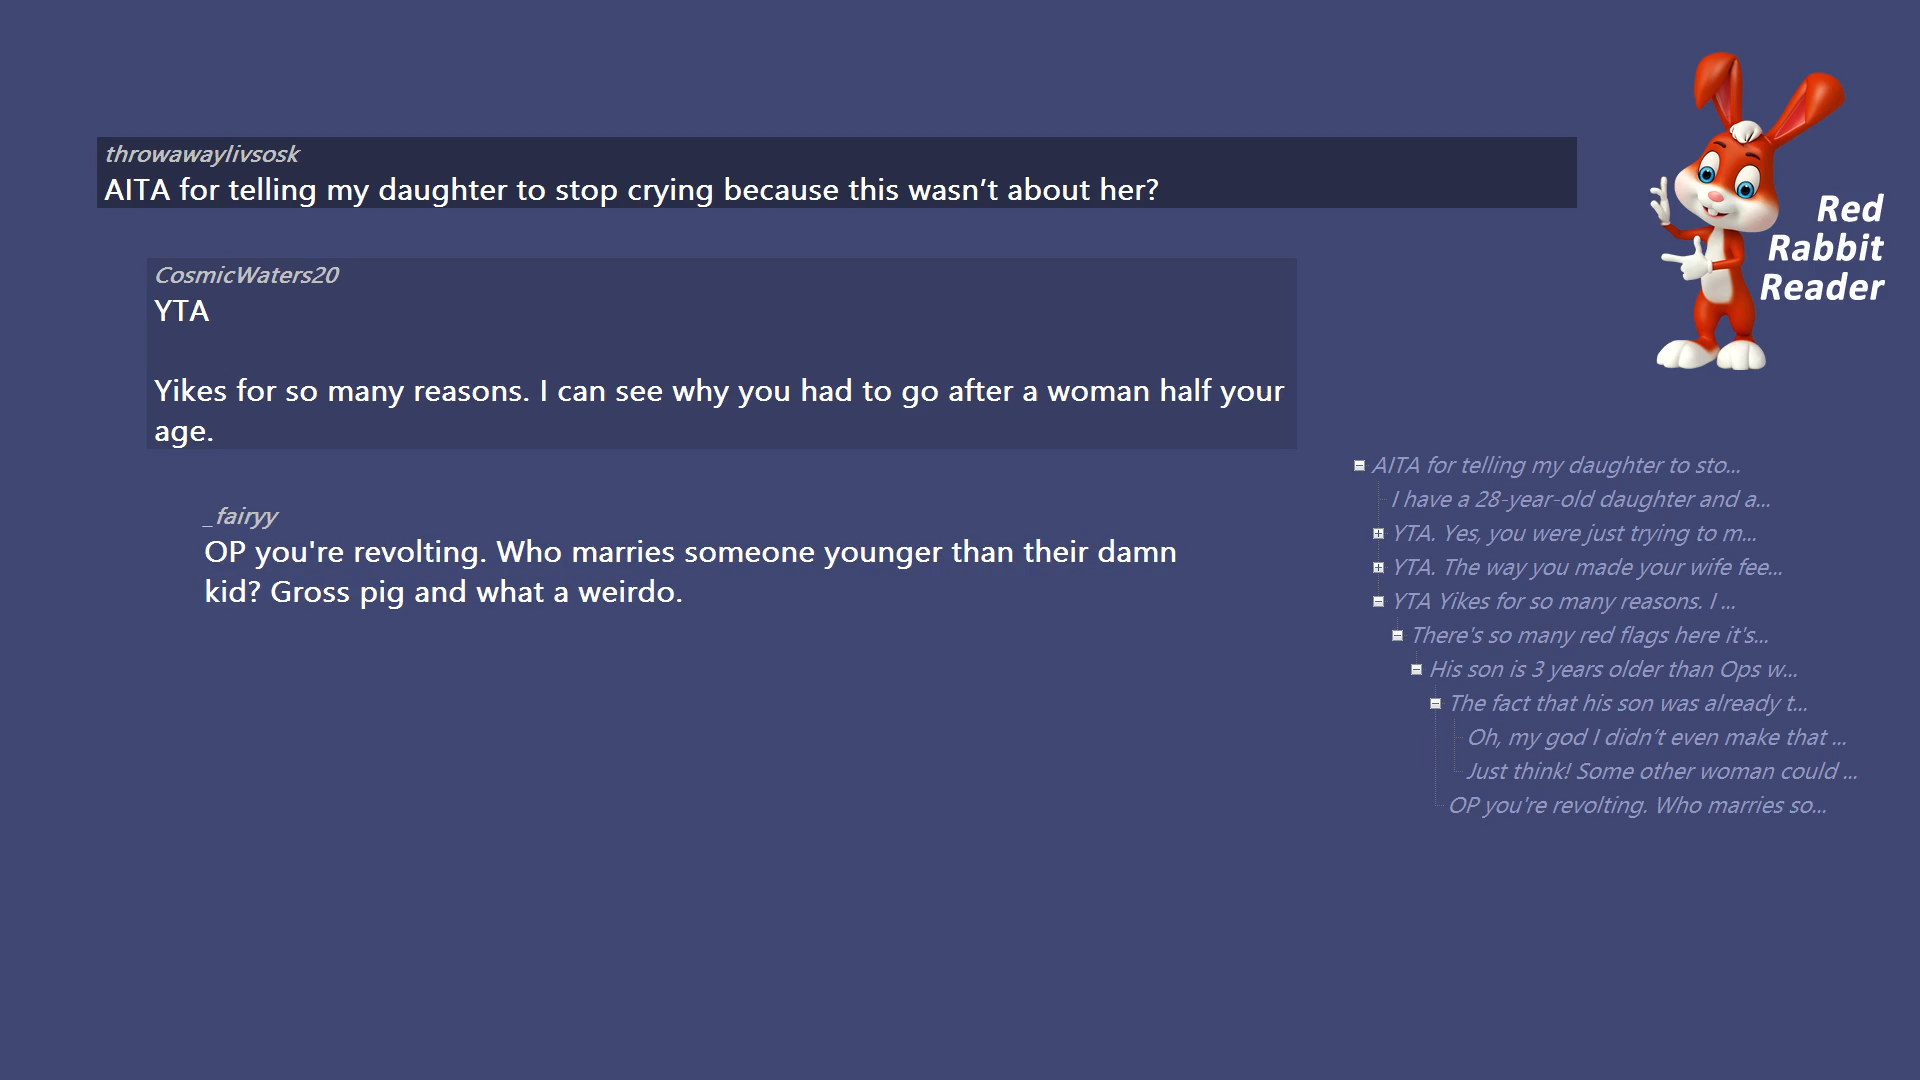 throwawaylivsosk
AITA for telling my daughter to stop crying because this wasn’t about her?
CosmicWaters20
YTA
Yikes for so many reasons. I can see why you had to go after a woman half your
age.
_fairyy
OP you're revolting. Who marries someone younger than their damn
kid? Gross pig and what a weirdo.
Red
Rabbit
Reader
AITA for telling my daughter to sto...
I have a 28-year-old daughter and a...
YTA. Yes, you were just trying to m...
YTA. The way you made your wife fee...
YTA Yikes for so many reasons. I ...
There's so many red flags here it's...
His son is 3 years older than Ops w...
The fact that his son was already t...
Oh, my god I didn’t even make that ...
Just think! Some other woman could ...
OP you're revolting. Who marries so...